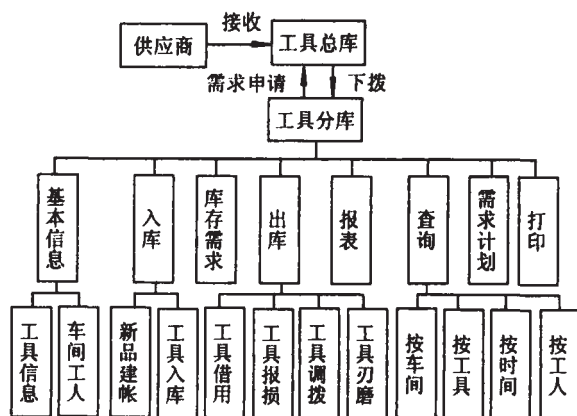 接收
供应商
工具总库
需求申请
下拨
工具分库
基本信息
入库
库存需求
出库
报表
查询
需求计划
打印
工具信息
车间工人
新品建帐
工具入库
工具借用
工具报损
工具调拨
工具刃磨
按车间
按工具
按时间
按工人